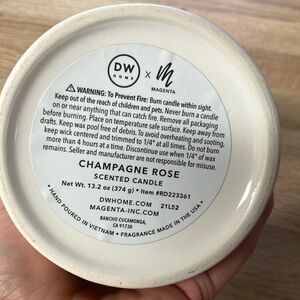 DW
HOME
x
M
MAGENTA
⚠ WARNING: To Prevent Fire: Burn candle within sight.
Keep out of the reach of children and pets. Never burn a candle
on or near anything that can catch fire. Remove all packaging
before burning. Place on temperature safe surface. Keep away from
drafts. Keep wax pool free of debris. To avoid overheating and sooting,
keep wick centered and trimmed to 1/4" at all times. Do not burn
more than 4 hours at a time. Discontinue use when 1/4" of wax
remains. Seller and manufacturer are not responsible for misuse.
CHAMPAGNE ROSE
SCENTED CANDLE
Net Wt. 13.2 oz (374 g) • Item #RD223361
DWHOME.COM 21L52
MAGENTA-INC.COM
RANCHO CUCAMONGA,
CA 91730
• HAND POURED IN VIETNAM • FRAGRANCE MADE IN THE USA •